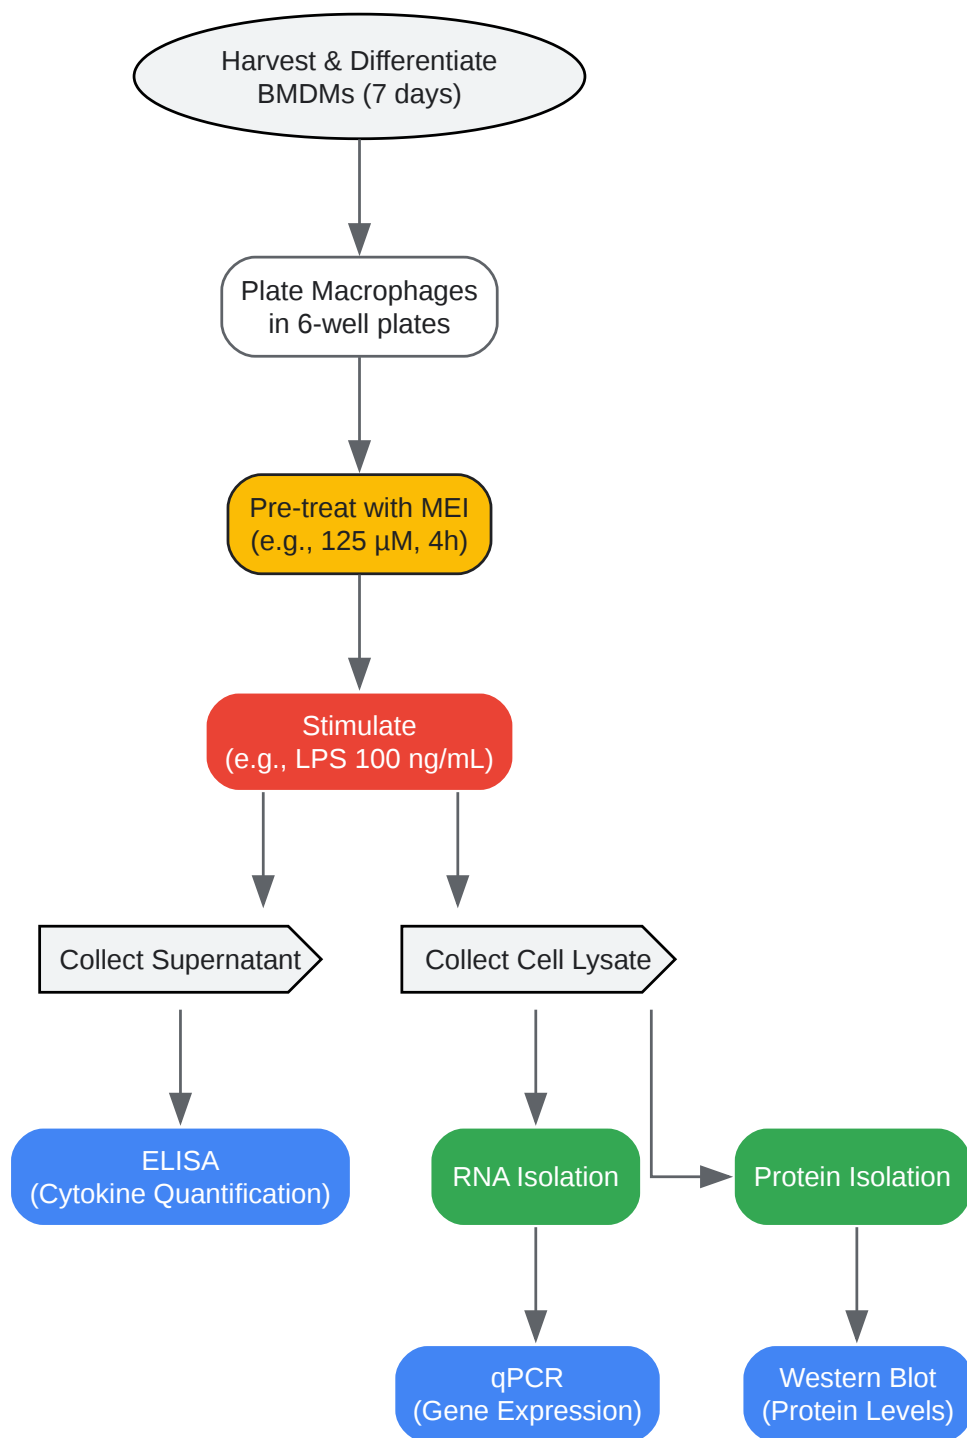 Harvest & Differentiate
BMDMs (7 days)
Plate Macrophages
in 6-well plates
Pre-treat with MEI
(e.g., 125 µM, 4h)
Stimulate
(e.g., LPS 100 ng/mL)
Collect Supernatant
Collect Cell Lysate
ELISA
(Cytokine Quantification)
RNA Isolation
Protein Isolation
qPCR
(Gene Expression)
Western Blot
(Protein Levels)